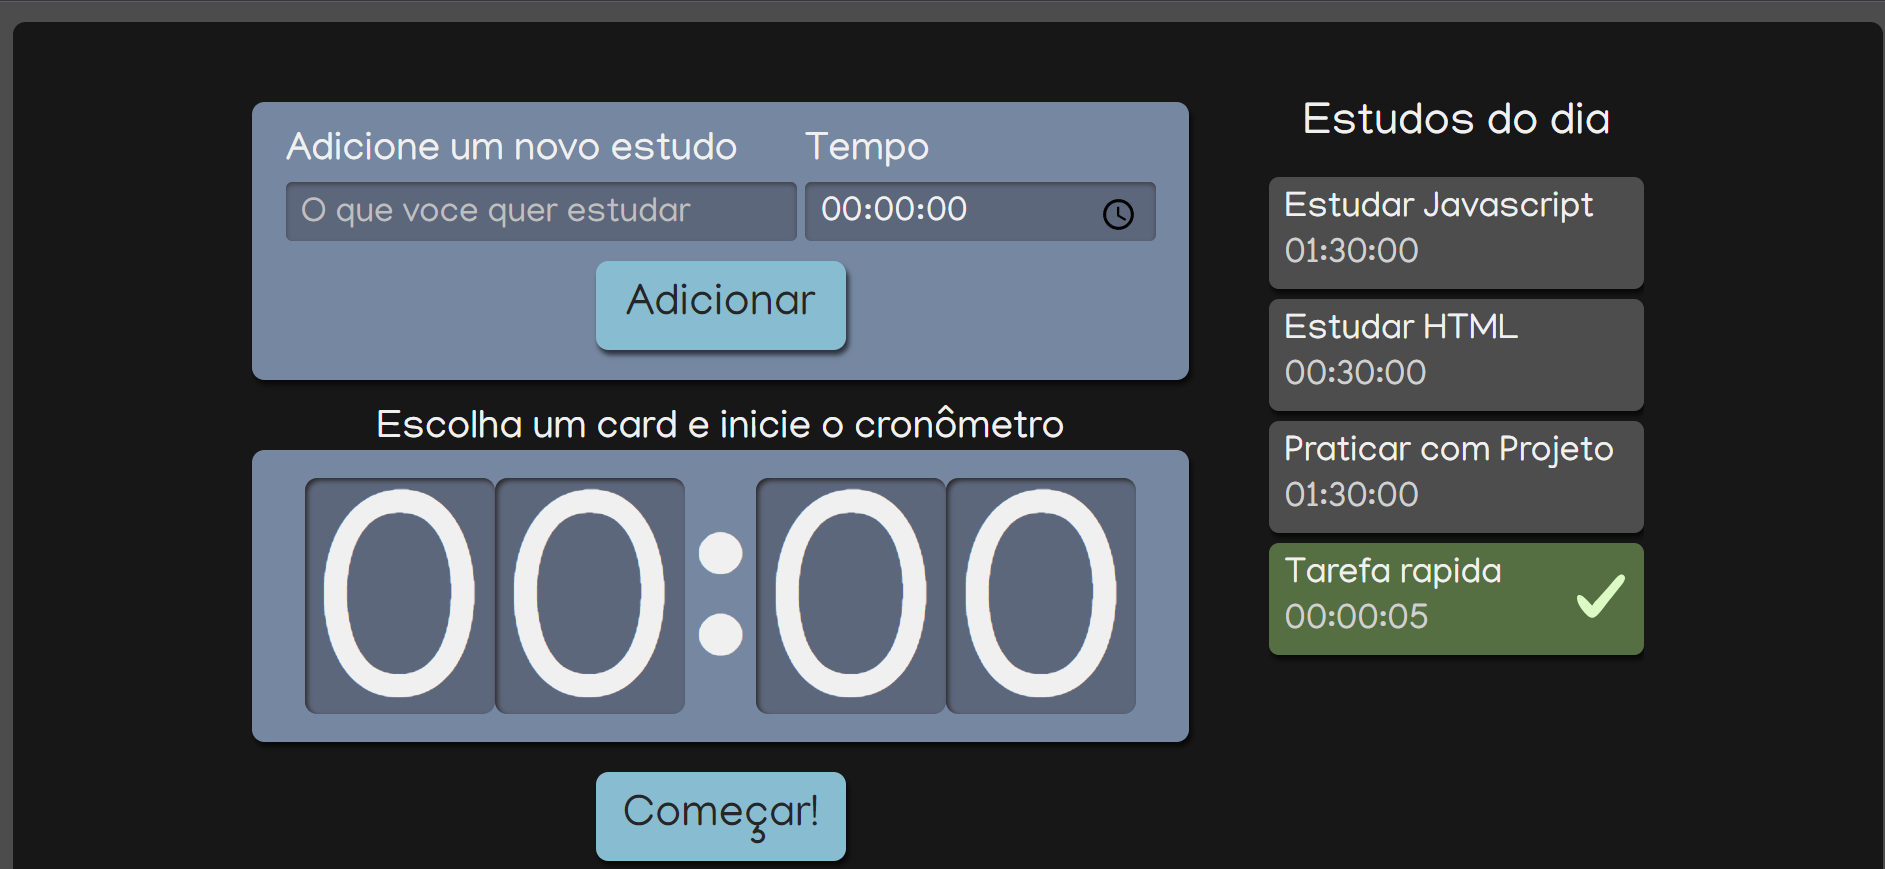 Adicione um novo estudo
Tempo
O que voce quer estudar
00:00:00
Adicionar
Escolha um card e inicie o cronômetro
00:00
Começar!
Estudos do dia
Estudar Javascript
01:30:00
Estudar HTML
00:30:00
Praticar com Projeto
01:30:00
Tarefa rapida
00:00:05